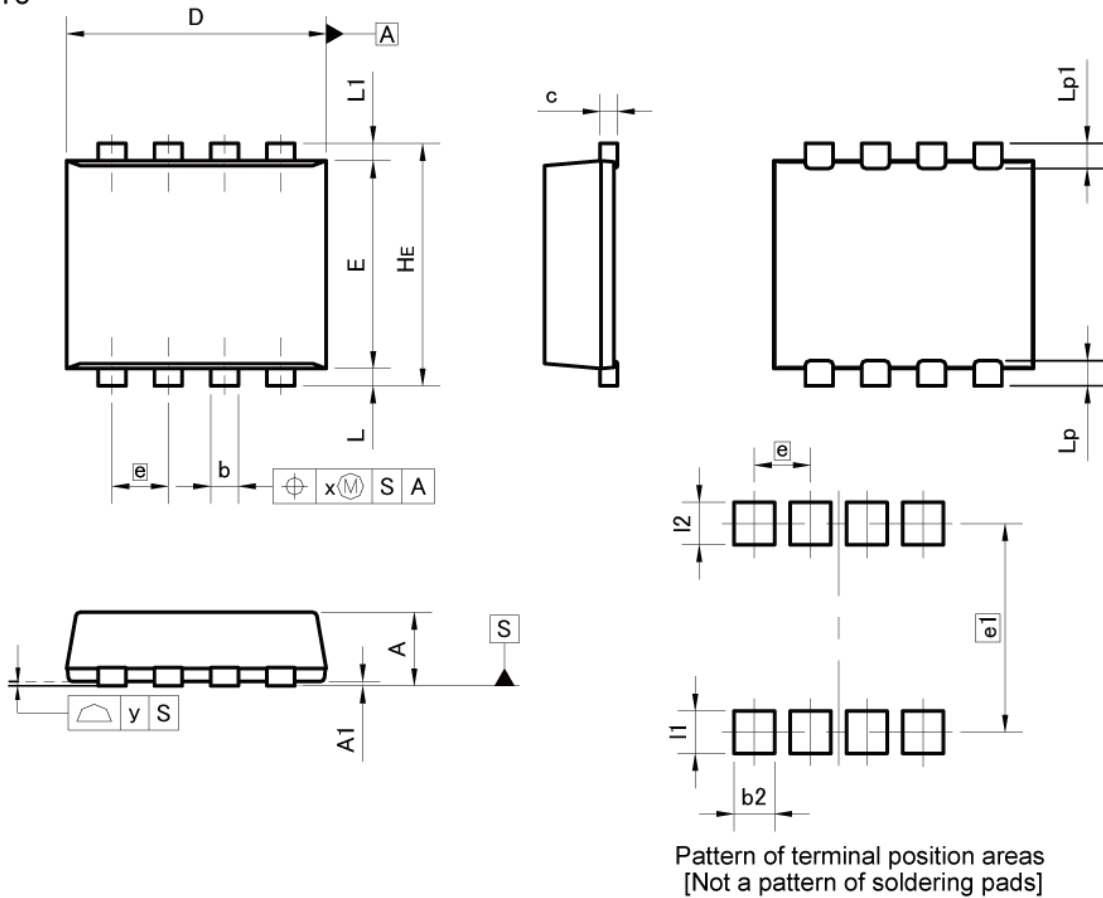 D
A
L1
c
Lp1
E
HE
L
Lp
e
b
x Ⓜ S A
e
l2
A
S
e1
y S
A1
l1
b2
Pattern of terminal position areas
[Not a pattern of soldering pads]